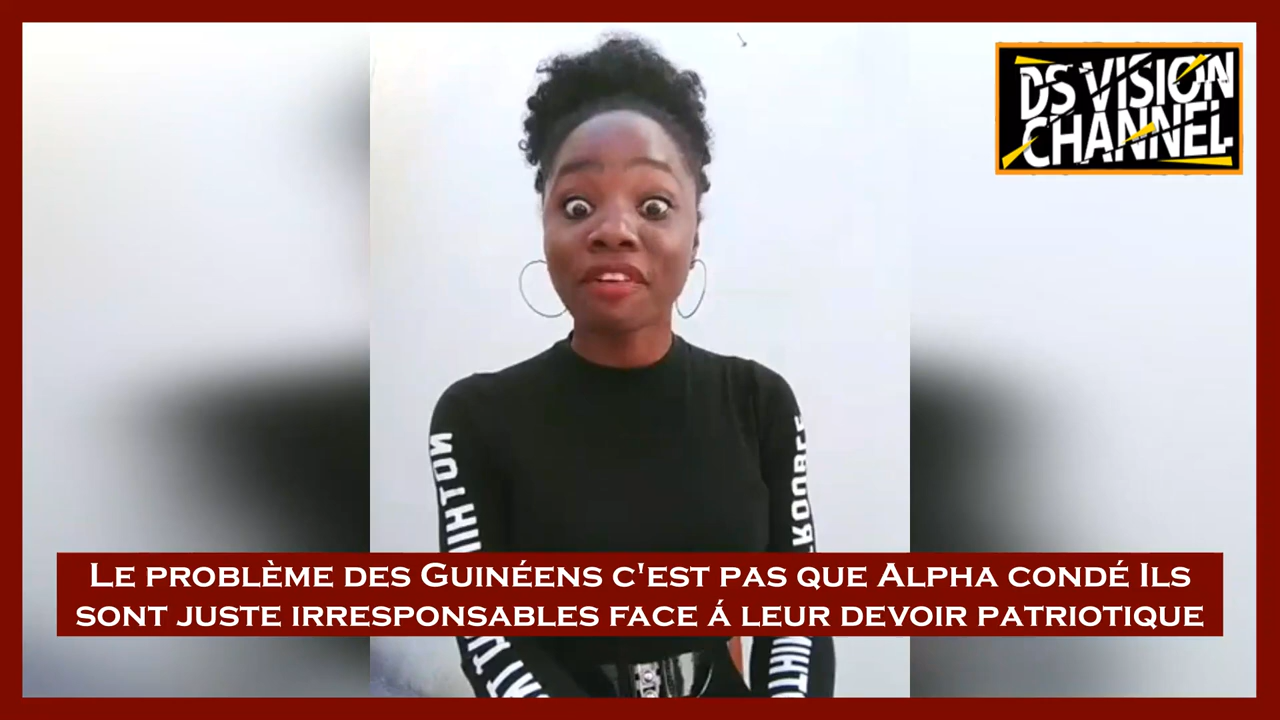 DS VISION
CHANNEL
Le problème des Guinéens c'est pas que Alpha condé Ils
sont juste irresponsables face á leur devoir patriotique